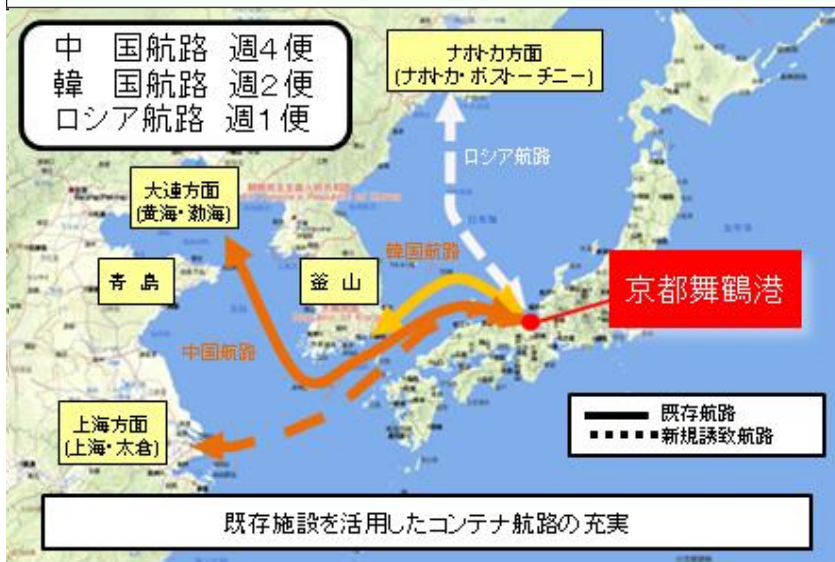 中 国航路 週4便
韓 国航路 週2便
ロシア航路 週1便
ナホトカ方面
(ナホトカ・ボストーチニー)
ロシア航路
大連方面
(黄海・渤海)
韓国航路
青 島
釜 山
京都舞鶴港
中国航路
上海方面
(上海・太倉)
既存航路
新規誘致航路
既存施設を活用したコンテナ航路の充実